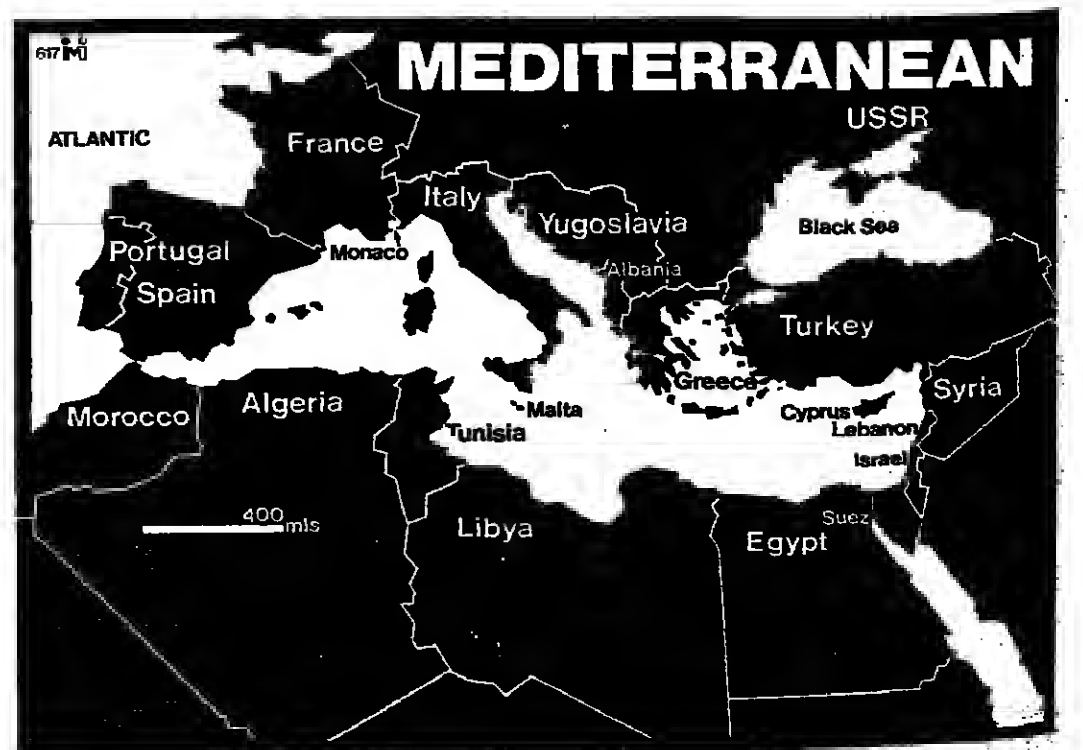 617 MI
MEDITERRANEAN
USSR
ATLANTIC
France
Italy
Yugoslavia
Black Sea
Portugal
Monaco
Albania
Spain
Turkey
Greece
Syria
Morocco
Algeria
Malta
Cyprus
Lebanon
Tunisia
Israel
400 mls
Libya
Suez
Egypt